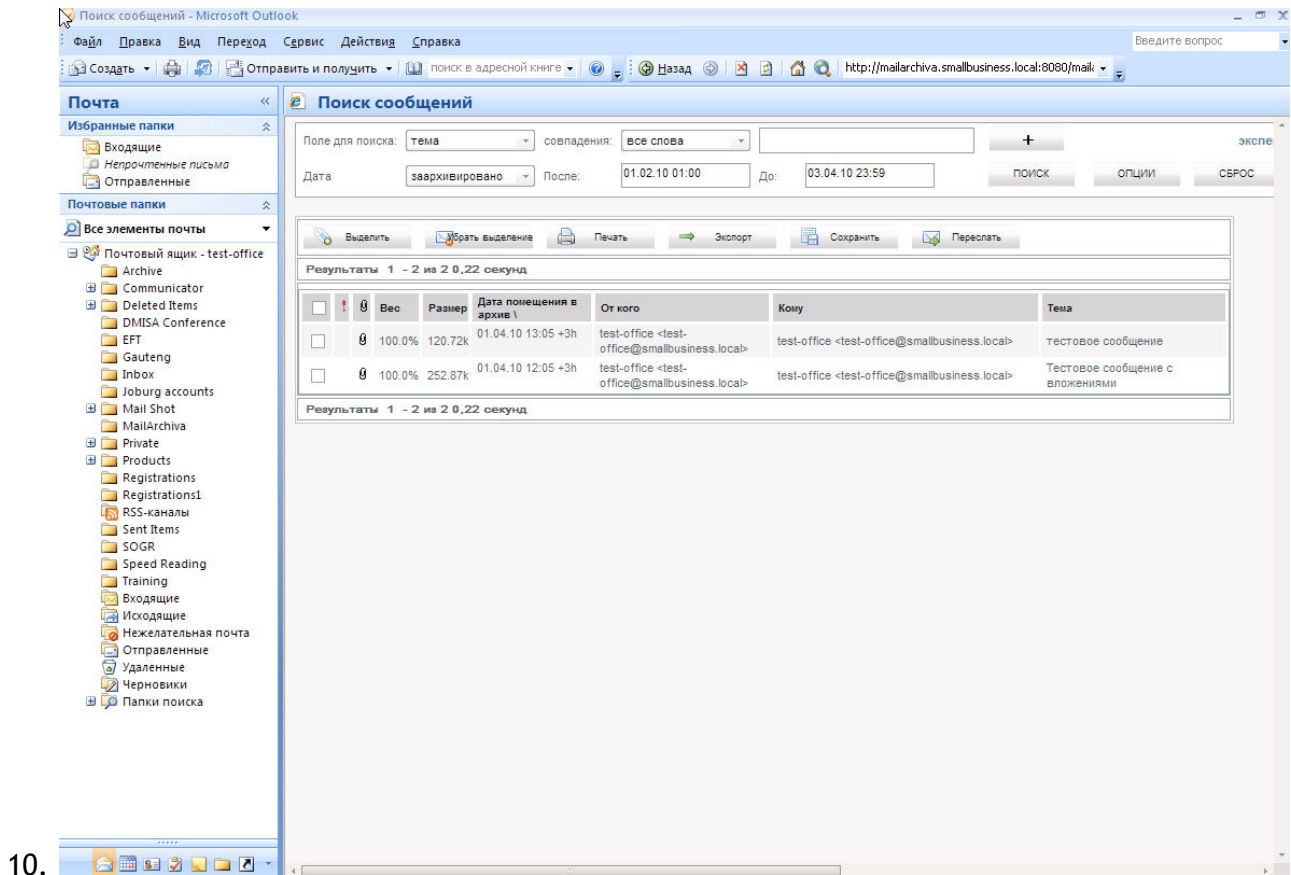 Поиск сообщений - Microsoft Outlook
Файл Правка Вид Переход Сервис Действия Справка
Введите вопрос
Создать Отправить и получить поиск в адресной книге Назад http://mailarchiva.smallbusiness.local:8080/maila
Почта «
Поиск сообщений
Избранные папки
Входящие
Непрочтенные письма
Отправленные
Почтовые папки
Все элементы почты
Почтовый ящик - test-office
Archive
Communicator
Deleted Items
DMISA Conference
EFT
Gauteng
Inbox
Joburg accounts
Mail Shot
MailArchiva
Private
Products
Registrations
Registrations1
RSS-каналы
Sent Items
SOGR
Speed Reading
Training
Входящие
Исходящие
Нежелательная почта
Отправленные
Удаленные
Черновики
Папки поиска
Поле для поиска: тема совпадения: все слова + экспе
Дата заархивировано После: 01.02.10 01:00 До: 03.04.10 23:59 ПОИСК ОПЦИИ СБРОС
Выделить Убрать выделение Печать Экспорт Сохранить Переслать
Результаты 1 - 2 из 2 0,22 секунд
! Вес Размер Дата помещения в архив \ От кого Кому Тема
100.0% 120.72k 01.04.10 13:05 +3h test-office <test-office@smallbusiness.local> test-office <test-office@smallbusiness.local> тестовое сообщение
100.0% 252.87k 01.04.10 12:05 +3h test-office <test-office@smallbusiness.local> test-office <test-office@smallbusiness.local> Тестовое сообщение с вложениями
Результаты 1 - 2 из 2 0,22 секунд
10.